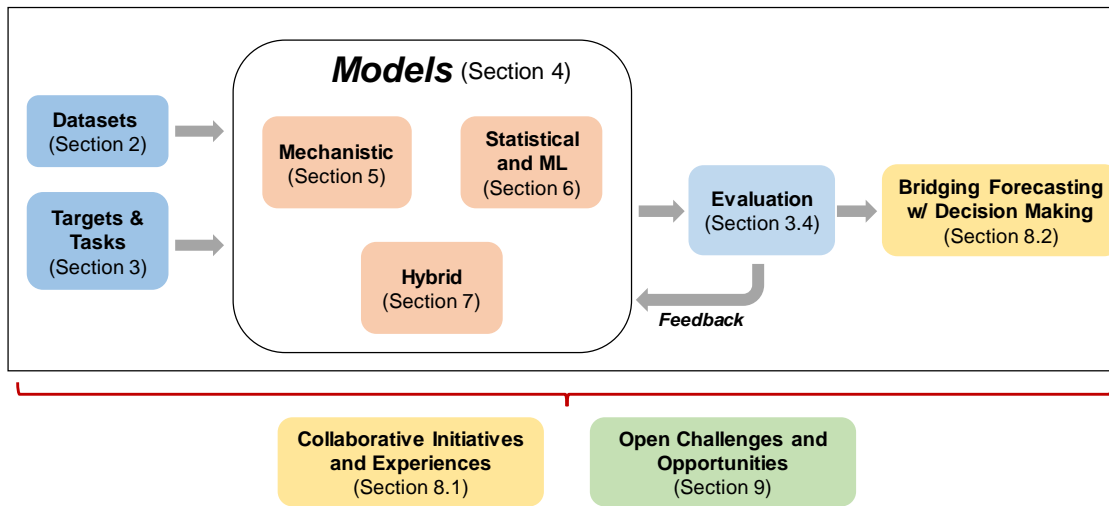 Models (Section 4)
Datasets
(Section 2)
Targets &
Tasks
(Section 3)
Mechanistic
(Section 5)
Statistical
and ML
(Section 6)
Hybrid
(Section 7)
Evaluation
(Section 3.4)
Feedback
Bridging Forecasting
w/ Decision Making
(Section 8.2)
Collaborative Initiatives
and Experiences
(Section 8.1)
Open Challenges and
Opportunities
(Section 9)